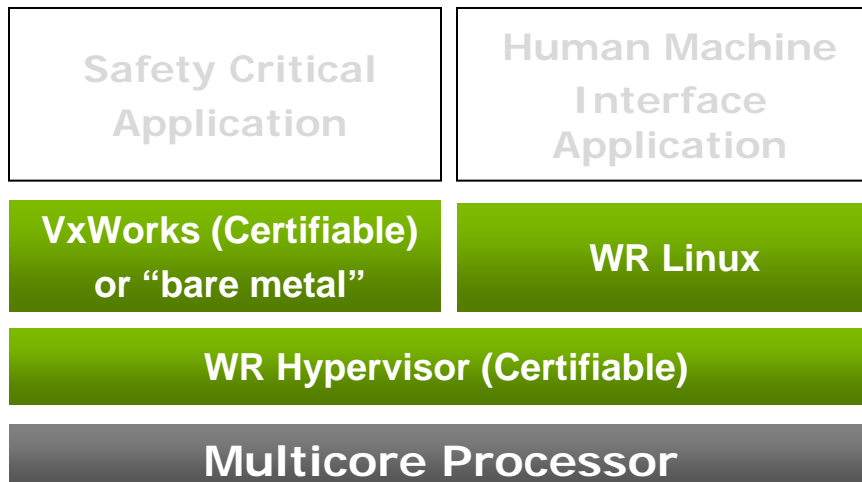 Safety Critical
Application
Human Machine
Interface
Application
VxWorks (Certifiable)
or “bare metal”
WR Linux
WR Hypervisor (Certifiable)
Multicore Processor